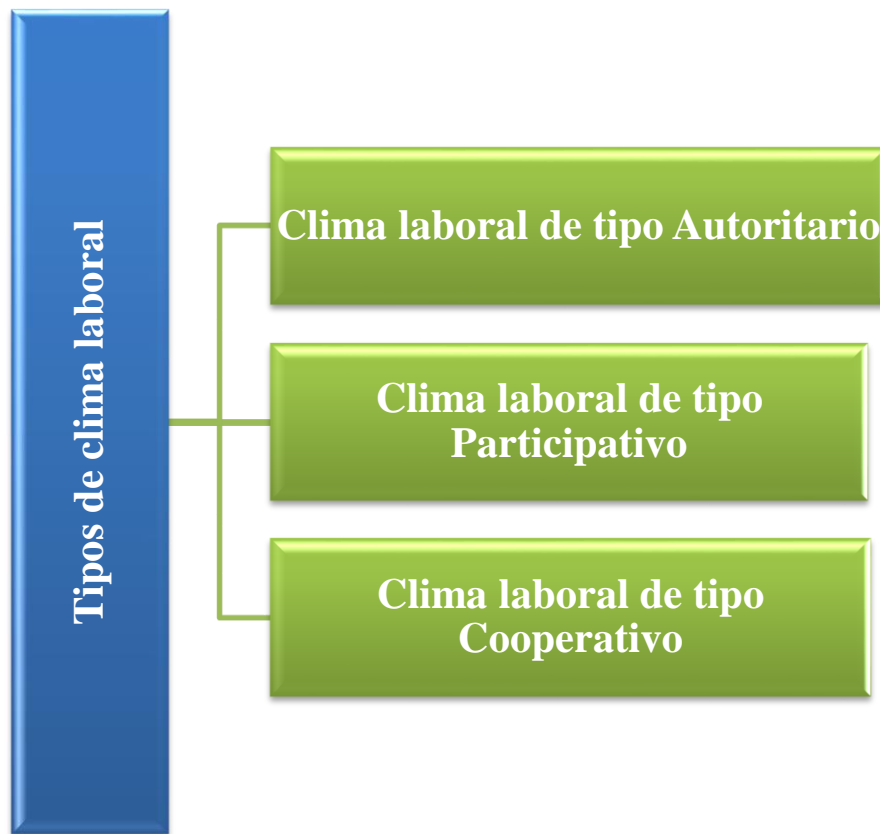 Tipos de clima laboral
Clima laboral de tipo Autoritario
Clima laboral de tipo
Participativo
Clima laboral de tipo
Cooperativo